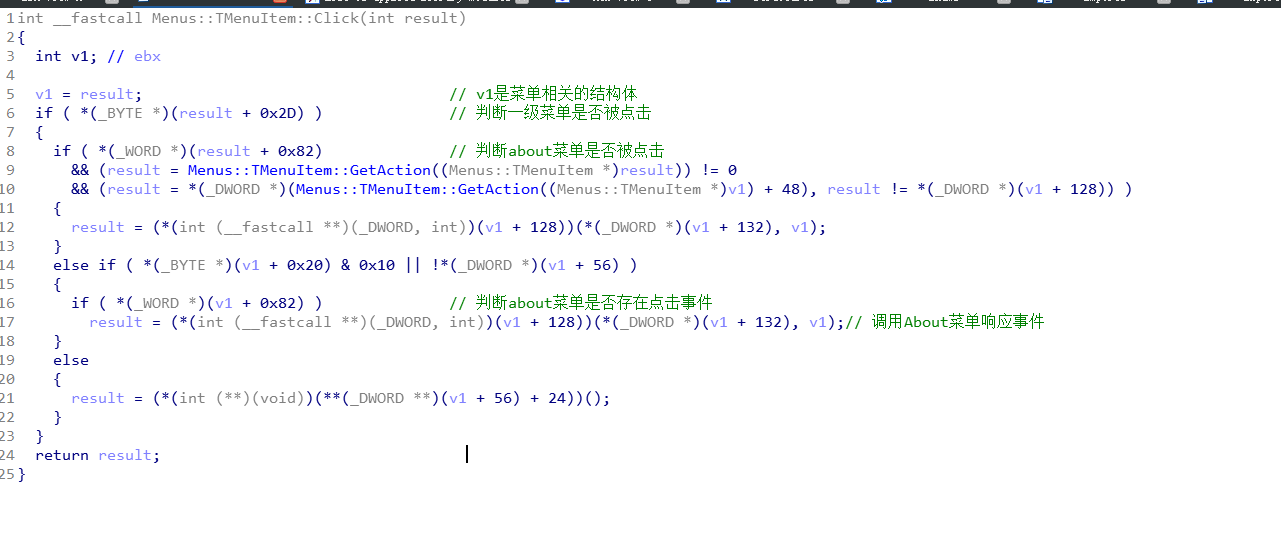 1 int __fastcall Menus::TMenuItem::Click(int result)
2 {
3   int v1; // ebx
4
5   v1 = result;                                  // v1是菜单相关的结构体
6   if ( *(_BYTE *)(result + 0x2D) )              // 判断一级菜单是否被点击
7   {
8     if ( *(_WORD *)(result + 0x82)              // 判断about菜单是否被点击
9       && (result = Menus::TMenuItem::GetAction((Menus::TMenuItem *)result)) != 0
10       && (result = *(_DWORD *)(Menus::TMenuItem::GetAction((Menus::TMenuItem *)v1) + 48), result != *(_DWORD *)(v1 + 128)) )
11     {
12       result = (*(int (__fastcall **)(_DWORD, int))(v1 + 128))(*(_DWORD *)(v1 + 132), v1);
13     }
14     else if ( *(_BYTE *)(v1 + 0x20) & 0x10 || !*(_DWORD *)(v1 + 56) )
15     {
16       if ( *(_WORD *)(v1 + 0x82) )              // 判断about菜单是否存在点击事件
17         result = (*(int (__fastcall **)(_DWORD, int))(v1 + 128))(*(_DWORD *)(v1 + 132), v1);// 调用About菜单响应事件
18     }
19     else
20     {
21       result = (*(int (**)(void))(**(_DWORD **)(v1 + 56) + 24))();
22     }
23   }
24   return result;
25 }